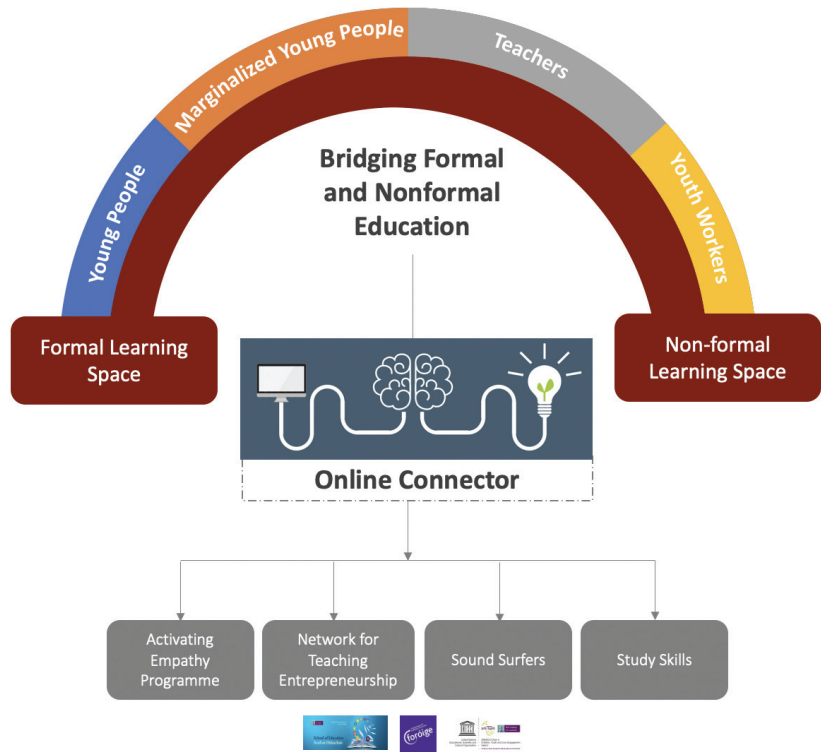 Young People
Marginalized Young People
Teachers
Youth Workers
Bridging Formal
and Nonformal
Education
Formal Learning
Space
Non-formal
Learning Space
Online Connector
Activating
Empathy
Programme
Network for
Teaching
Entrepreneurship
Sound Surfers
Study Skills
foróige